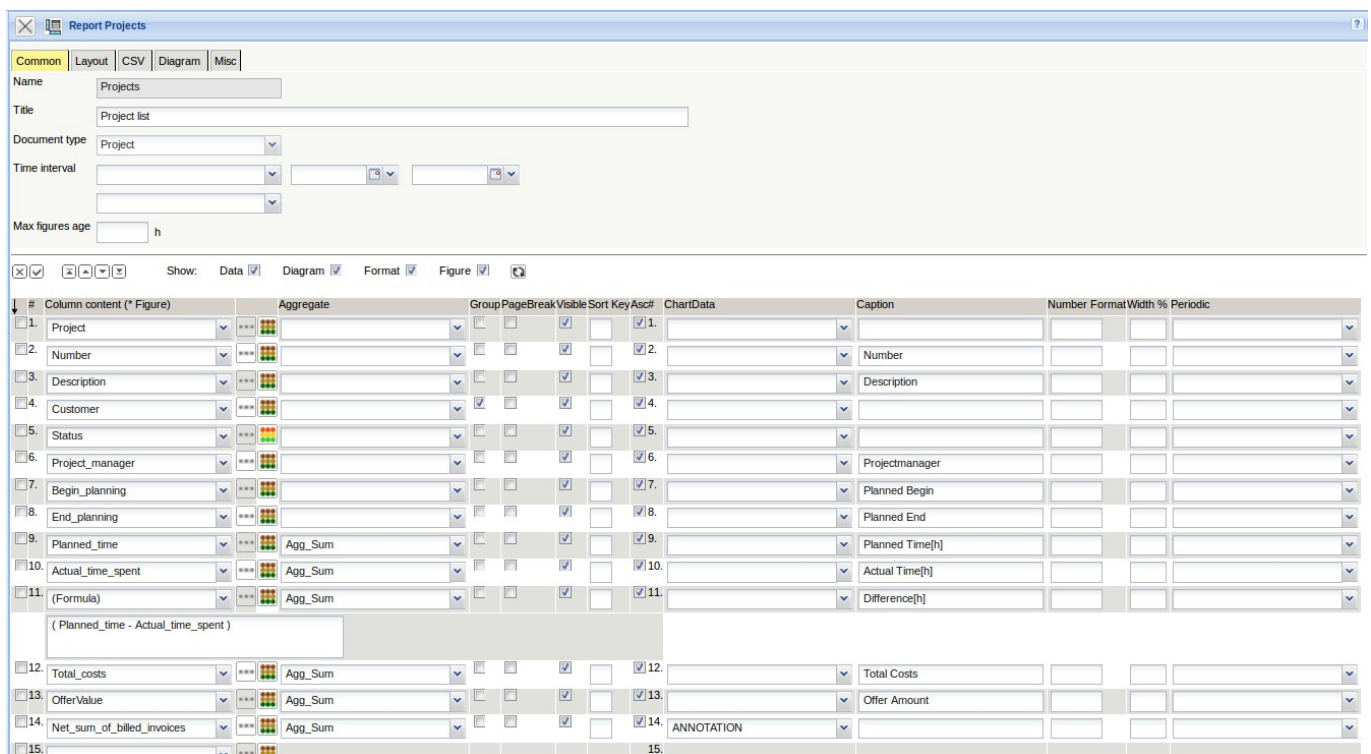 Report Projects ?
Common Layout CSV Diagram Misc
Name Projects
Title Project list
Document type Project
Time interval
Max figures age h
Show: Data Diagram Format Figure
# Column content (* Figure) Aggregate Group PageBreak Visible Sort Key Asc # ChartData Caption Number Format Width % Periodic
1. Project 1.
2. Number 2. Number
3. Description 3. Description
4. Customer 4.
5. Status 5.
6. Project_manager 6. Projectmanager
7. Begin_planning 7. Planned Begin
8. End_planning 8. Planned End
9. Planned_time Agg_Sum 9. Planned Time[h]
10. Actual_time_spent Agg_Sum 10. Actual Time[h]
11. (Formula) Agg_Sum 11. Difference[h]
( Planned_time - Actual_time_spent )
12. Total_costs Agg_Sum 12. Total Costs
13. OfferValue Agg_Sum 13. Offer Amount
14. Net_sum_of_billed_invoices Agg_Sum 14. ANNOTATION
15. 15.